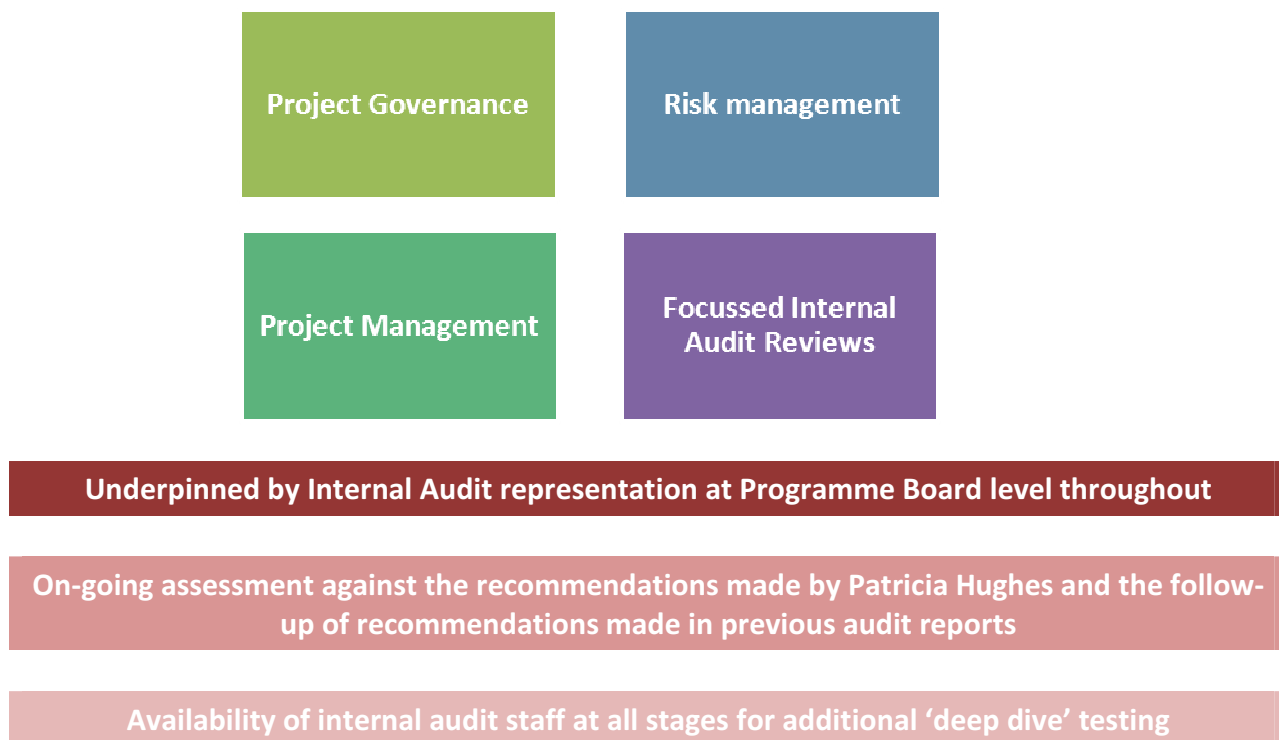 Project Governance
Risk management
Project Management
Focussed Internal
Audit Reviews
Underpinned by Internal Audit representation at Programme Board level throughout
On-going assessment against the recommendations made by Patricia Hughes and the follow-
up of recommendations made in previous audit reports
Availability of internal audit staff at all stages for additional ‘deep dive’ testing